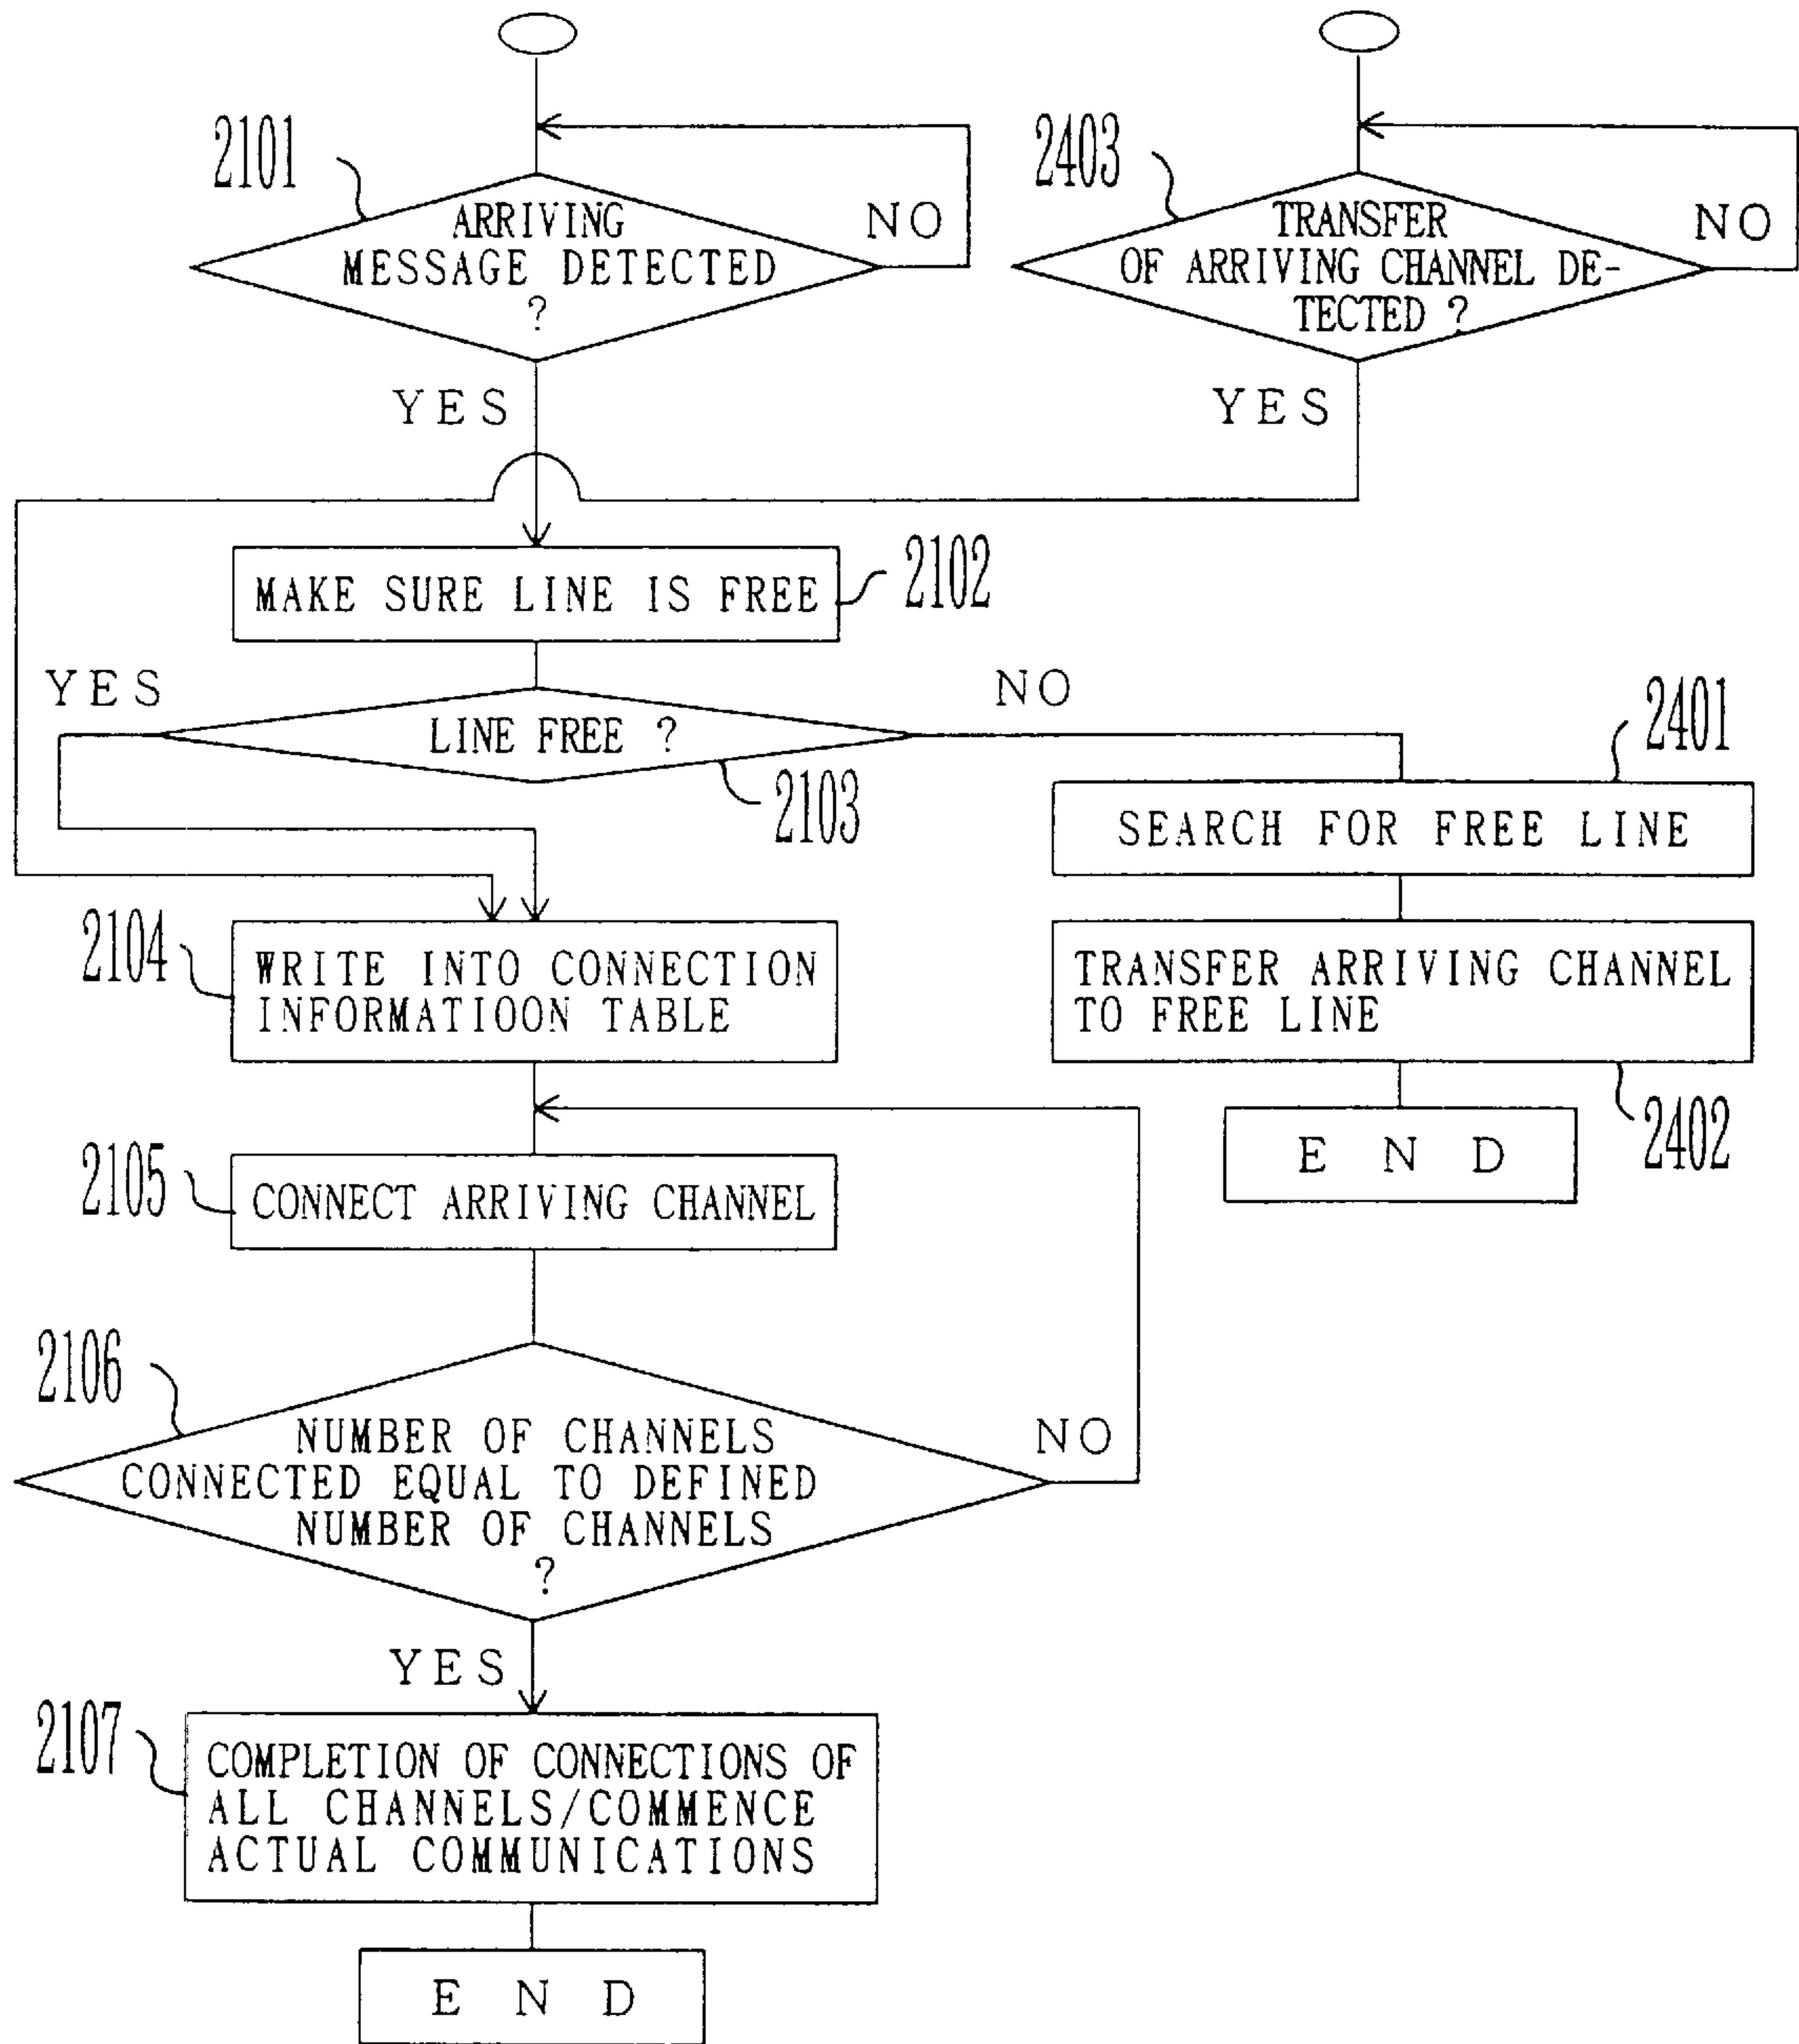 2101
ARRIVING
MESSAGE DETECTED
?
NO
YES
2403
TRANSFER
OF ARRIVING CHANNEL DE-
TECTED ?
NO
YES
MAKE SURE LINE IS FREE
2102
YES
LINE FREE ?
NO
2103
2401
SEARCH FOR FREE LINE
2104
WRITE INTO CONNECTION
INFORMATIOON TABLE
TRANSFER ARRIVING CHANNEL
TO FREE LINE
2402
END
2105
CONNECT ARRIVING CHANNEL
2106
NUMBER OF CHANNELS
CONNECTED EQUAL TO DEFINED
NUMBER OF CHANNELS
?
NO
YES
2107
COMPLETION OF CONNECTIONS OF
ALL CHANNELS/COMMENCE
ACTUAL COMMUNICATIONS
END